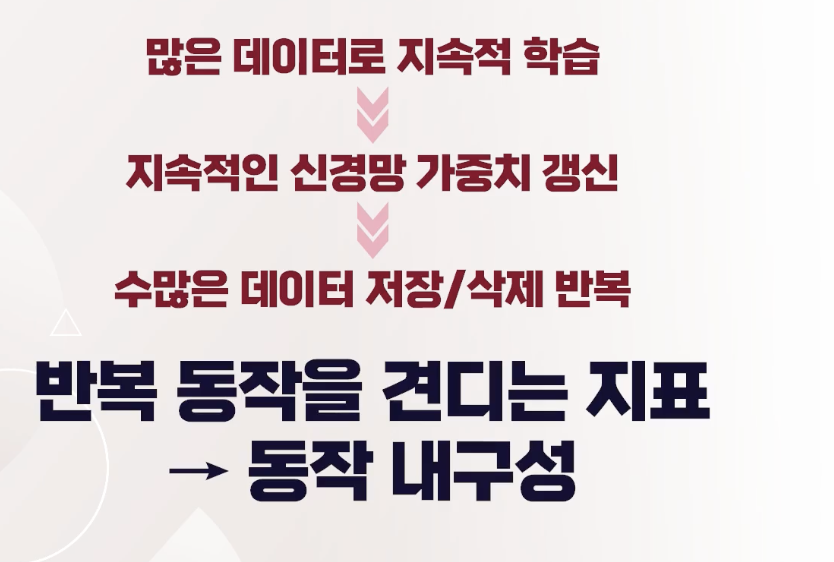 많은 데이터로 지속적 학습
지속적인 신경망 가중치 갱신
수많은 데이터 저장/삭제 반복
반복 동작을 견디는 지표
→ 동작 내구성